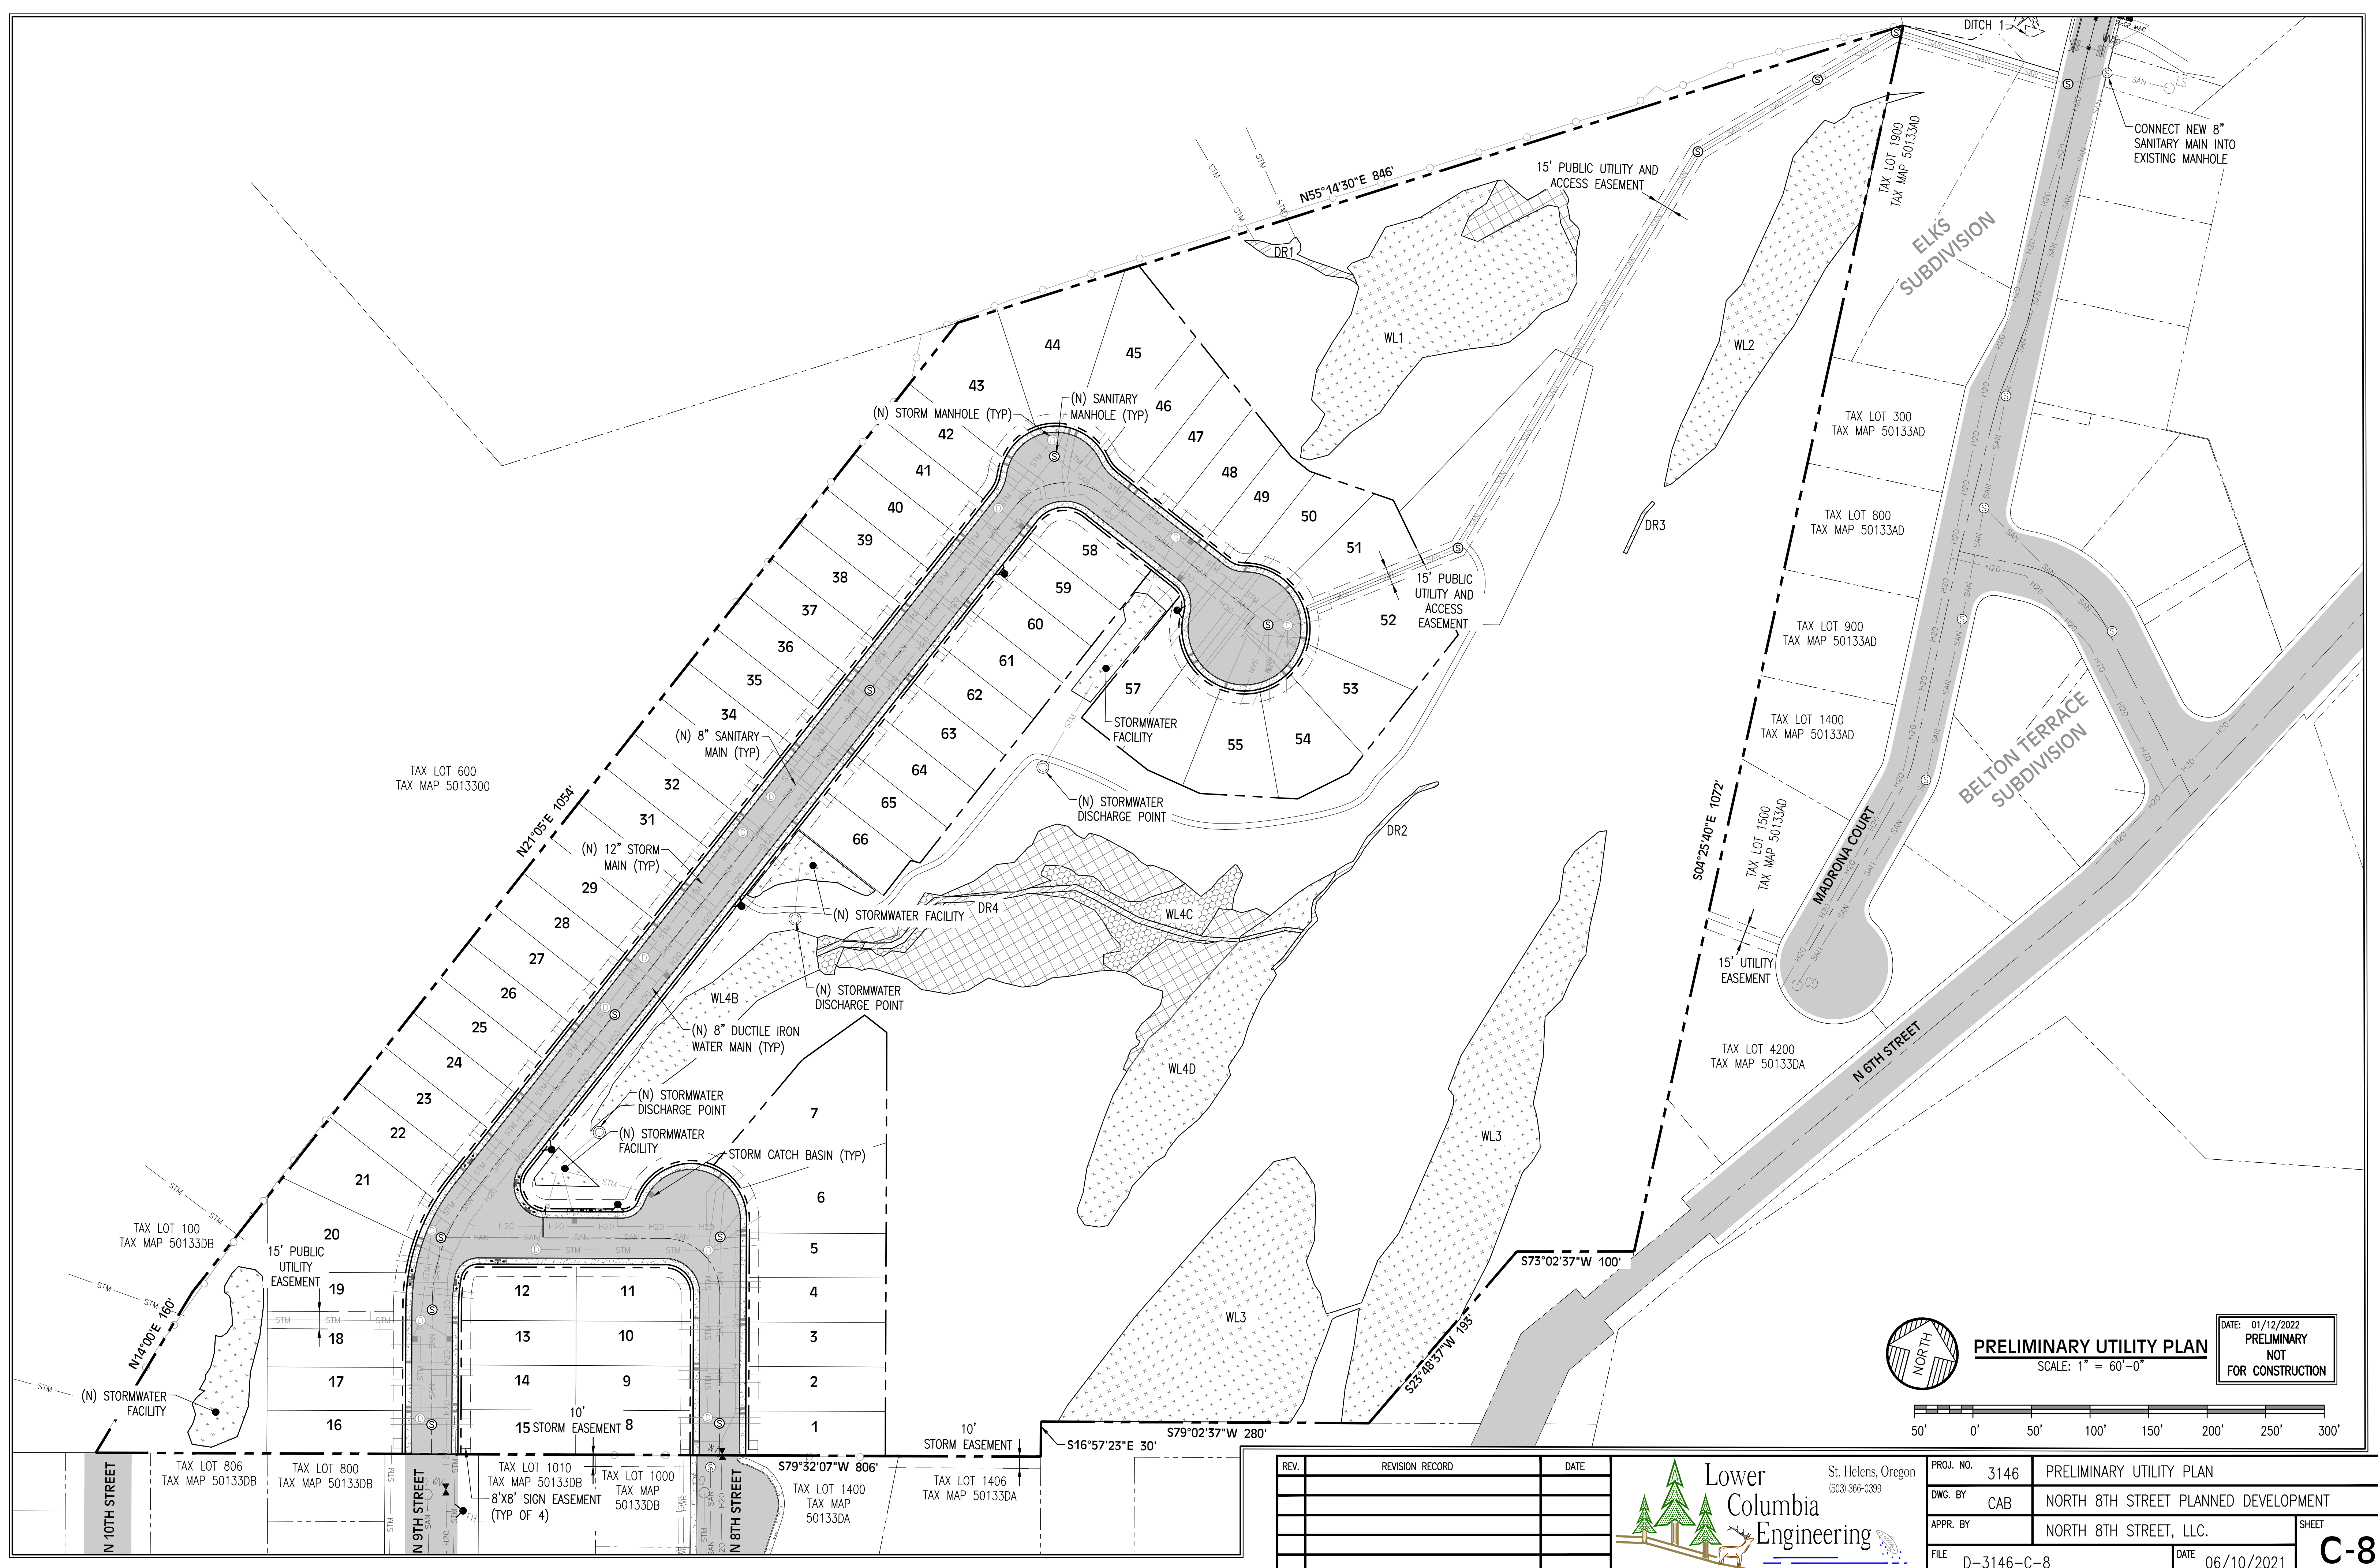 DITCH 1
CP MAG
LS
CONNECT NEW 8"
SANITARY MAIN INTO
EXISTING MANHOLE
TAX LOT 1900
TAX MAP 50133AD
15' PUBLIC UTILITY AND
ACCESS EASEMENT
N55°14'30"E 846'
STM
STM
STM
STM
ELKS
SUBDIVISION
DR1
WL1
WL2
44
45
43
46
42
47
41
48
40
49
39
50
38
51
37
52
36
53
35
54
34
55
57
58
59
60
61
62
63
64
65
66
(N) STORM MANHOLE (TYP)
(N) SANITARY
MANHOLE (TYP)
TAX LOT 300
TAX MAP 50133AD
TAX LOT 800
TAX MAP 50133AD
DR3
15' PUBLIC
UTILITY AND
ACCESS
EASEMENT
TAX LOT 900
TAX MAP 50133AD
TAX LOT 1400
TAX MAP 50133AD
STORMWATER
FACILITY
(N) 8" SANITARY
MAIN (TYP)
BELTON TERRACE
SUBDIVISION
TAX LOT 600
TAX MAP 5013300
N21°05'E 1054'
32
31
29
28
27
26
25
24
23
22
21
20
19
18
17
16
(N) STORMWATER
DISCHARGE POINT
S04°25'40"E 1072'
TAX LOT 1500
TAX MAP 50133AD
MADRONA COURT
DR2
(N) 12" STORM
MAIN (TYP)
(N) STORMWATER FACILITY
DR4
WL4C
15' UTILITY
EASEMENT
CO
(N) STORMWATER
DISCHARGE POINT
WL4B
(N) 8" DUCTILE IRON
WATER MAIN (TYP)
TAX LOT 4200
TAX MAP 50133DA
N 6TH STREET
WL4D
(N) STORMWATER
DISCHARGE POINT
7
(N) STORMWATER
FACILITY
STORM CATCH BASIN (TYP)
WL3
6
5
4
3
2
1
STM
STM
TAX LOT 100
TAX MAP 50133DB
15' PUBLIC
UTILITY
EASEMENT
STM
STM
STM
N14°00'E 160'
(N) STORMWATER
FACILITY
12
11
13
10
14
9
15
8
10'
STORM EASEMENT
WL3
S73°02'37"W 100'
S23°48'37"W 193'
S79°02'37"W 280'
S16°57'23"E 30'
10'
STORM EASEMENT
S79°32'07"W 806'
N 10TH STREET
TAX LOT 806
TAX MAP 50133DB
TAX LOT 800
TAX MAP 50133DB
N 9TH STREET
TAX LOT 1010
TAX MAP 50133DB
8'X8' SIGN EASEMENT
(TYP OF 4)
FH
TAX LOT 1000
TAX MAP
50133DB
N 8TH STREET
TAX LOT 1400
TAX MAP
50133DA
TAX LOT 1406
TAX MAP 50133DA
NORTH
PRELIMINARY UTILITY PLAN
SCALE: 1" = 60'-0"
DATE: 01/12/2022
PRELIMINARY
NOT
FOR CONSTRUCTION
50' 0' 50' 100' 150' 200' 250' 300'
REV. REVISION RECORD DATE
Lower
Columbia
Engineering
St. Helens, Oregon
(503) 366-0399
PROJ. NO. 3146
DWG. BY CAB
APPR. BY
FILE D-3146-C-8
PRELIMINARY UTILITY PLAN
NORTH 8TH STREET PLANNED DEVELOPMENT
NORTH 8TH STREET, LLC.
DATE 06/10/2021
SHEET
C-8